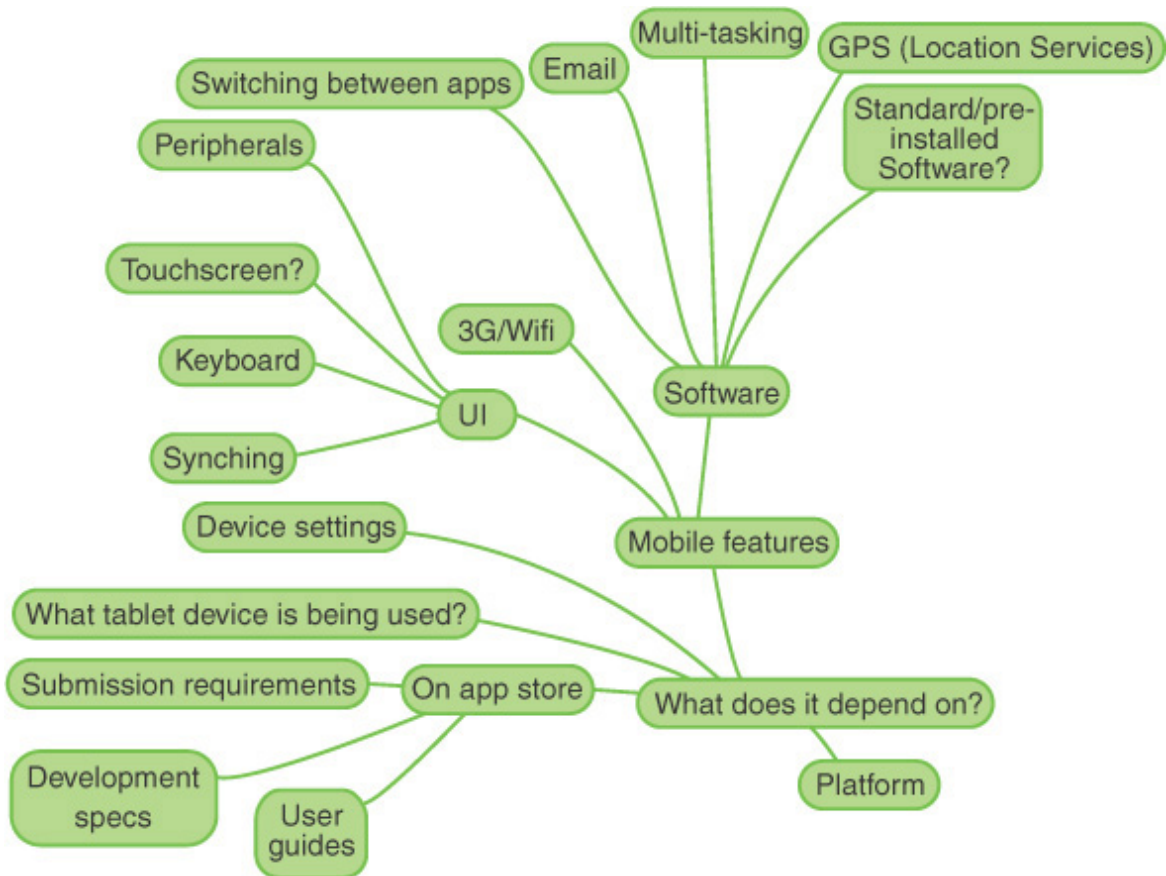 Multi-tasking
GPS (Location Services)
Email
Switching between apps
Standard/pre-
installed
Software?
Peripherals
Touchscreen?
3G/Wifi
Keyboard
Software
UI
Synching
Device settings
Mobile features
What tablet device is being used?
Submission requirements
On app store
What does it depend on?
Development
specs
Platform
User
guides